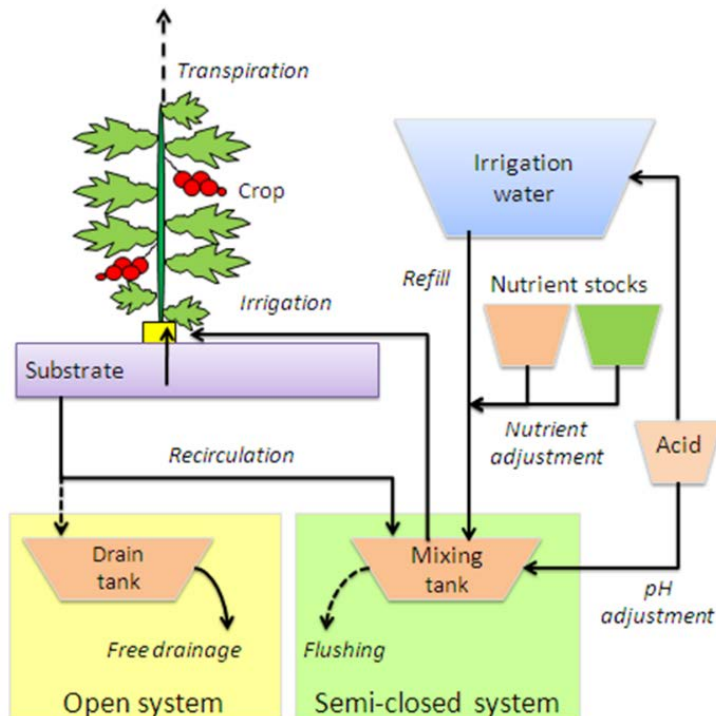 Transpiration
Crop
Irrigation
water
Refill
Nutrient stocks
Irrigation
Substrate
Nutrient
adjustment
Acid
Recirculation
Drain
tank
Mixing
tank
pH
adjustment
Free drainage
Flushing
Open system
Semi-closed system